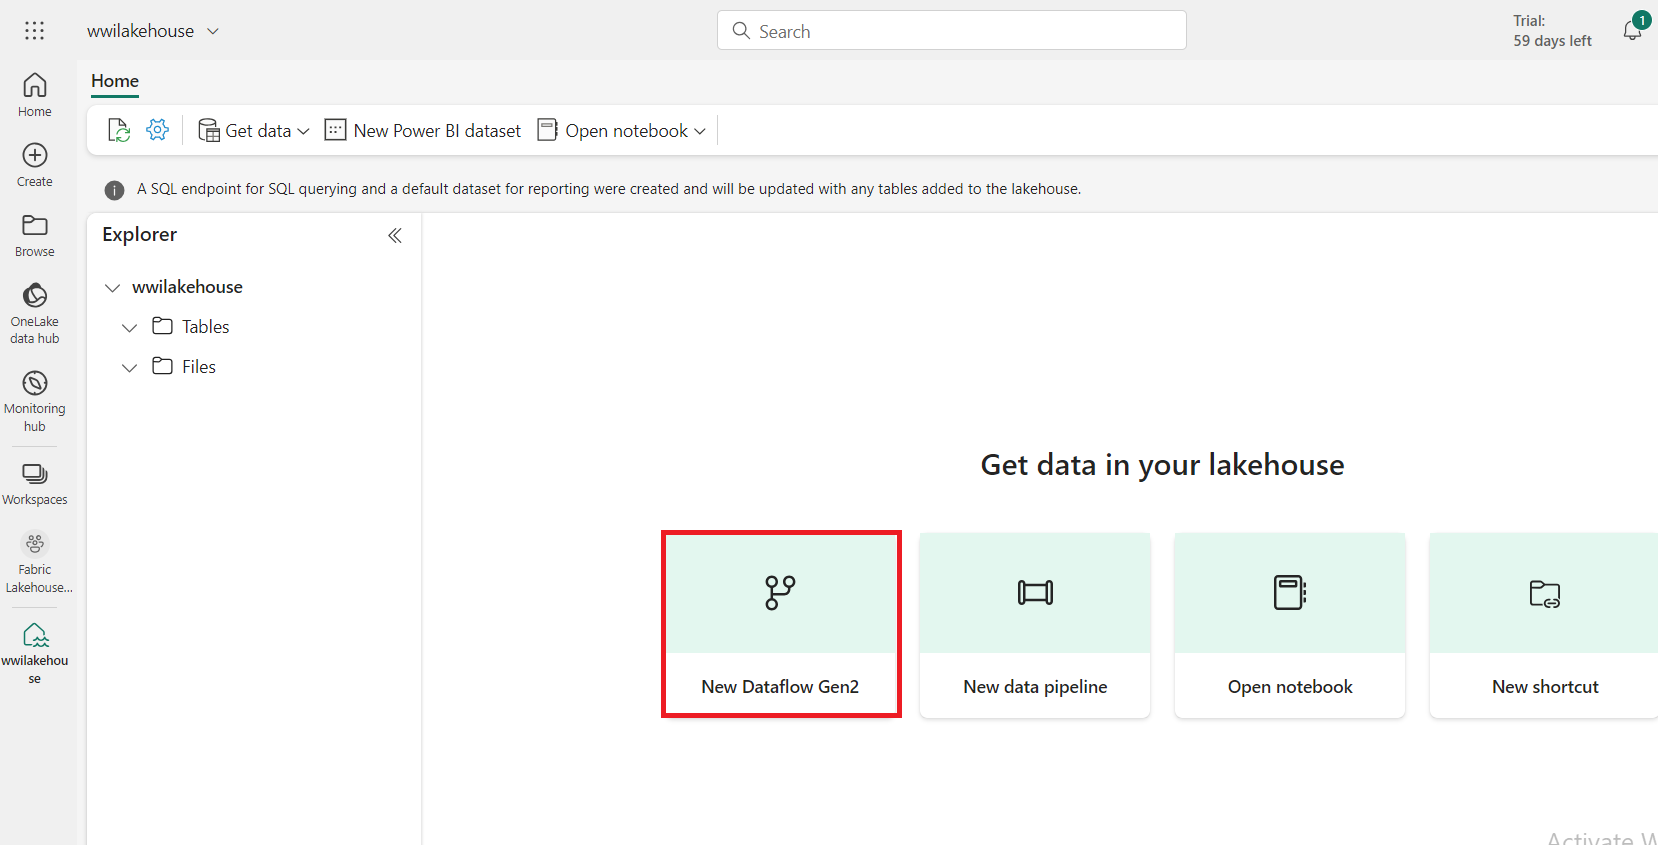 wwilakehouse
Search
Trial:
59 days left
1
Home
Home
Get data
New Power BI dataset
Open notebook
Create
A SQL endpoint for SQL querying and a default dataset for reporting were created and will be updated with any tables added to the lakehouse.
Browse
Explorer
wwilakehouse
Tables
Files
OneLake
data hub
Monitoring
hub
Workspaces
Fabric
Lakehouse...
wwilakehou
se
Get data in your lakehouse
New Dataflow Gen2
New data pipeline
Open notebook
New shortcut
Activate W